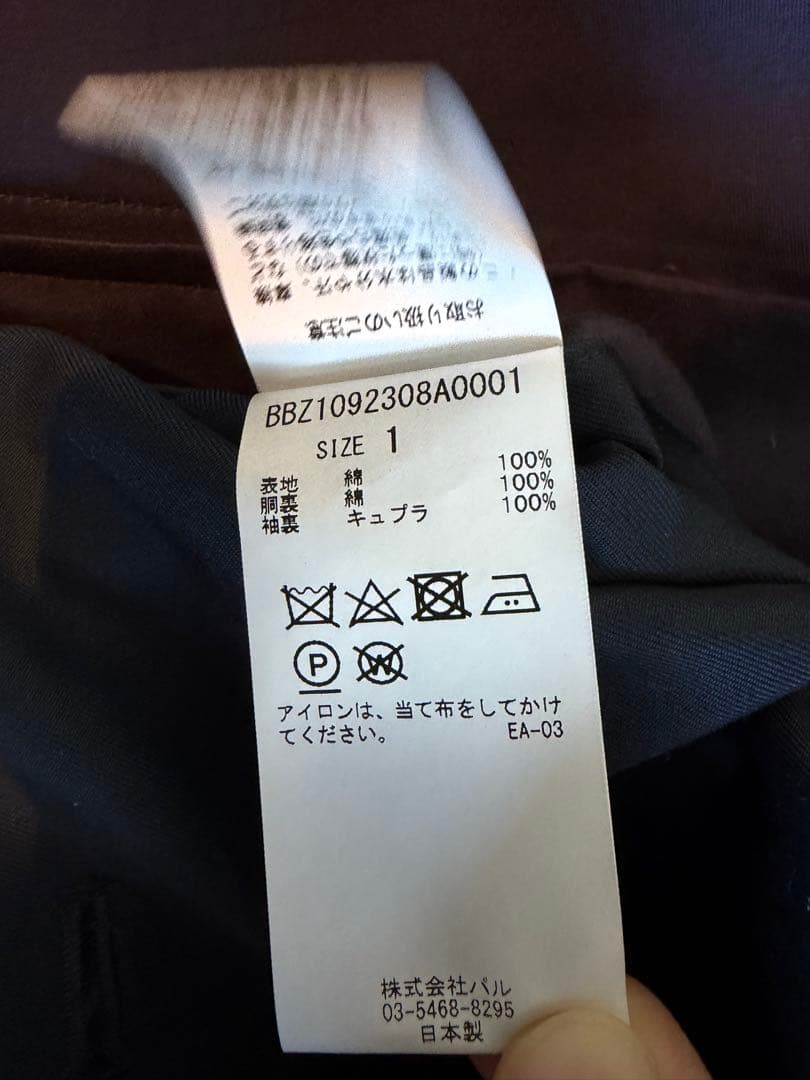 お取り扱いのご注意
BBZ1092308A0001
SIZE 1
表地 綿 100%
胴裏 綿 100%
袖裏 キュプラ 100%
P
W
アイロンは、当て布をしてかけ
てください。 EA-03
株式会社パル
03-5468-8295
日本製